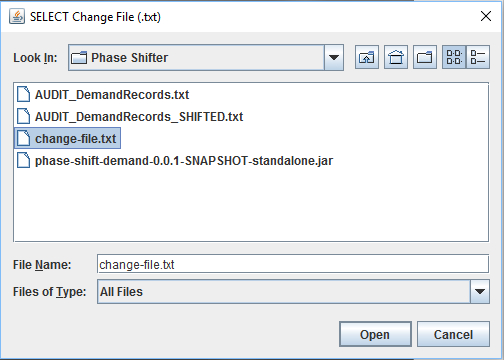 SELECT Change File (.txt)
Look In: Phase Shifter
AUDIT_DemandRecords.txt
AUDIT_DemandRecords_SHIFTED.txt
change-file.txt
phase-shift-demand-0.0.1-SNAPSHOT-standalone.jar
File Name: change-file.txt
Files of Type: All Files
Open Cancel